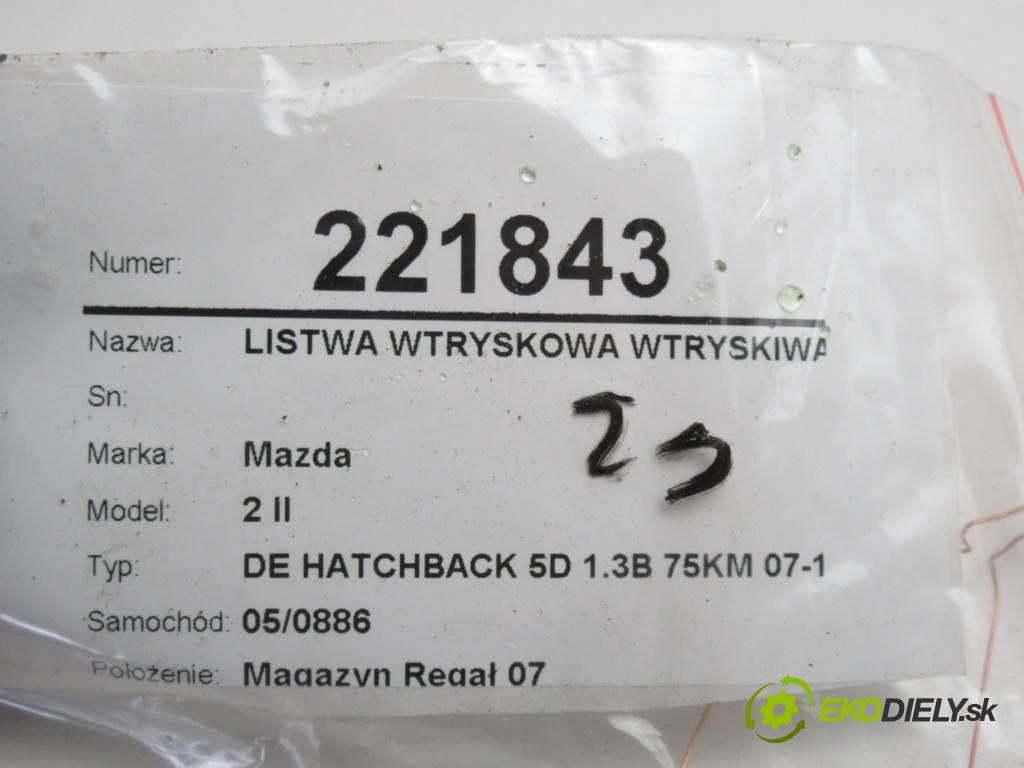 Numer: 221843
Nazwa: LISTWA WTRYSKOWA WTRYSKIWA
Sn:
Marka: Mazda
Model: 2 II
Typ: DE HATCHBACK 5D 1.3B 75KM 07-1
Samochód: 05/0886
Położenie: Magazyn Regał 07
EKODIELY.sk